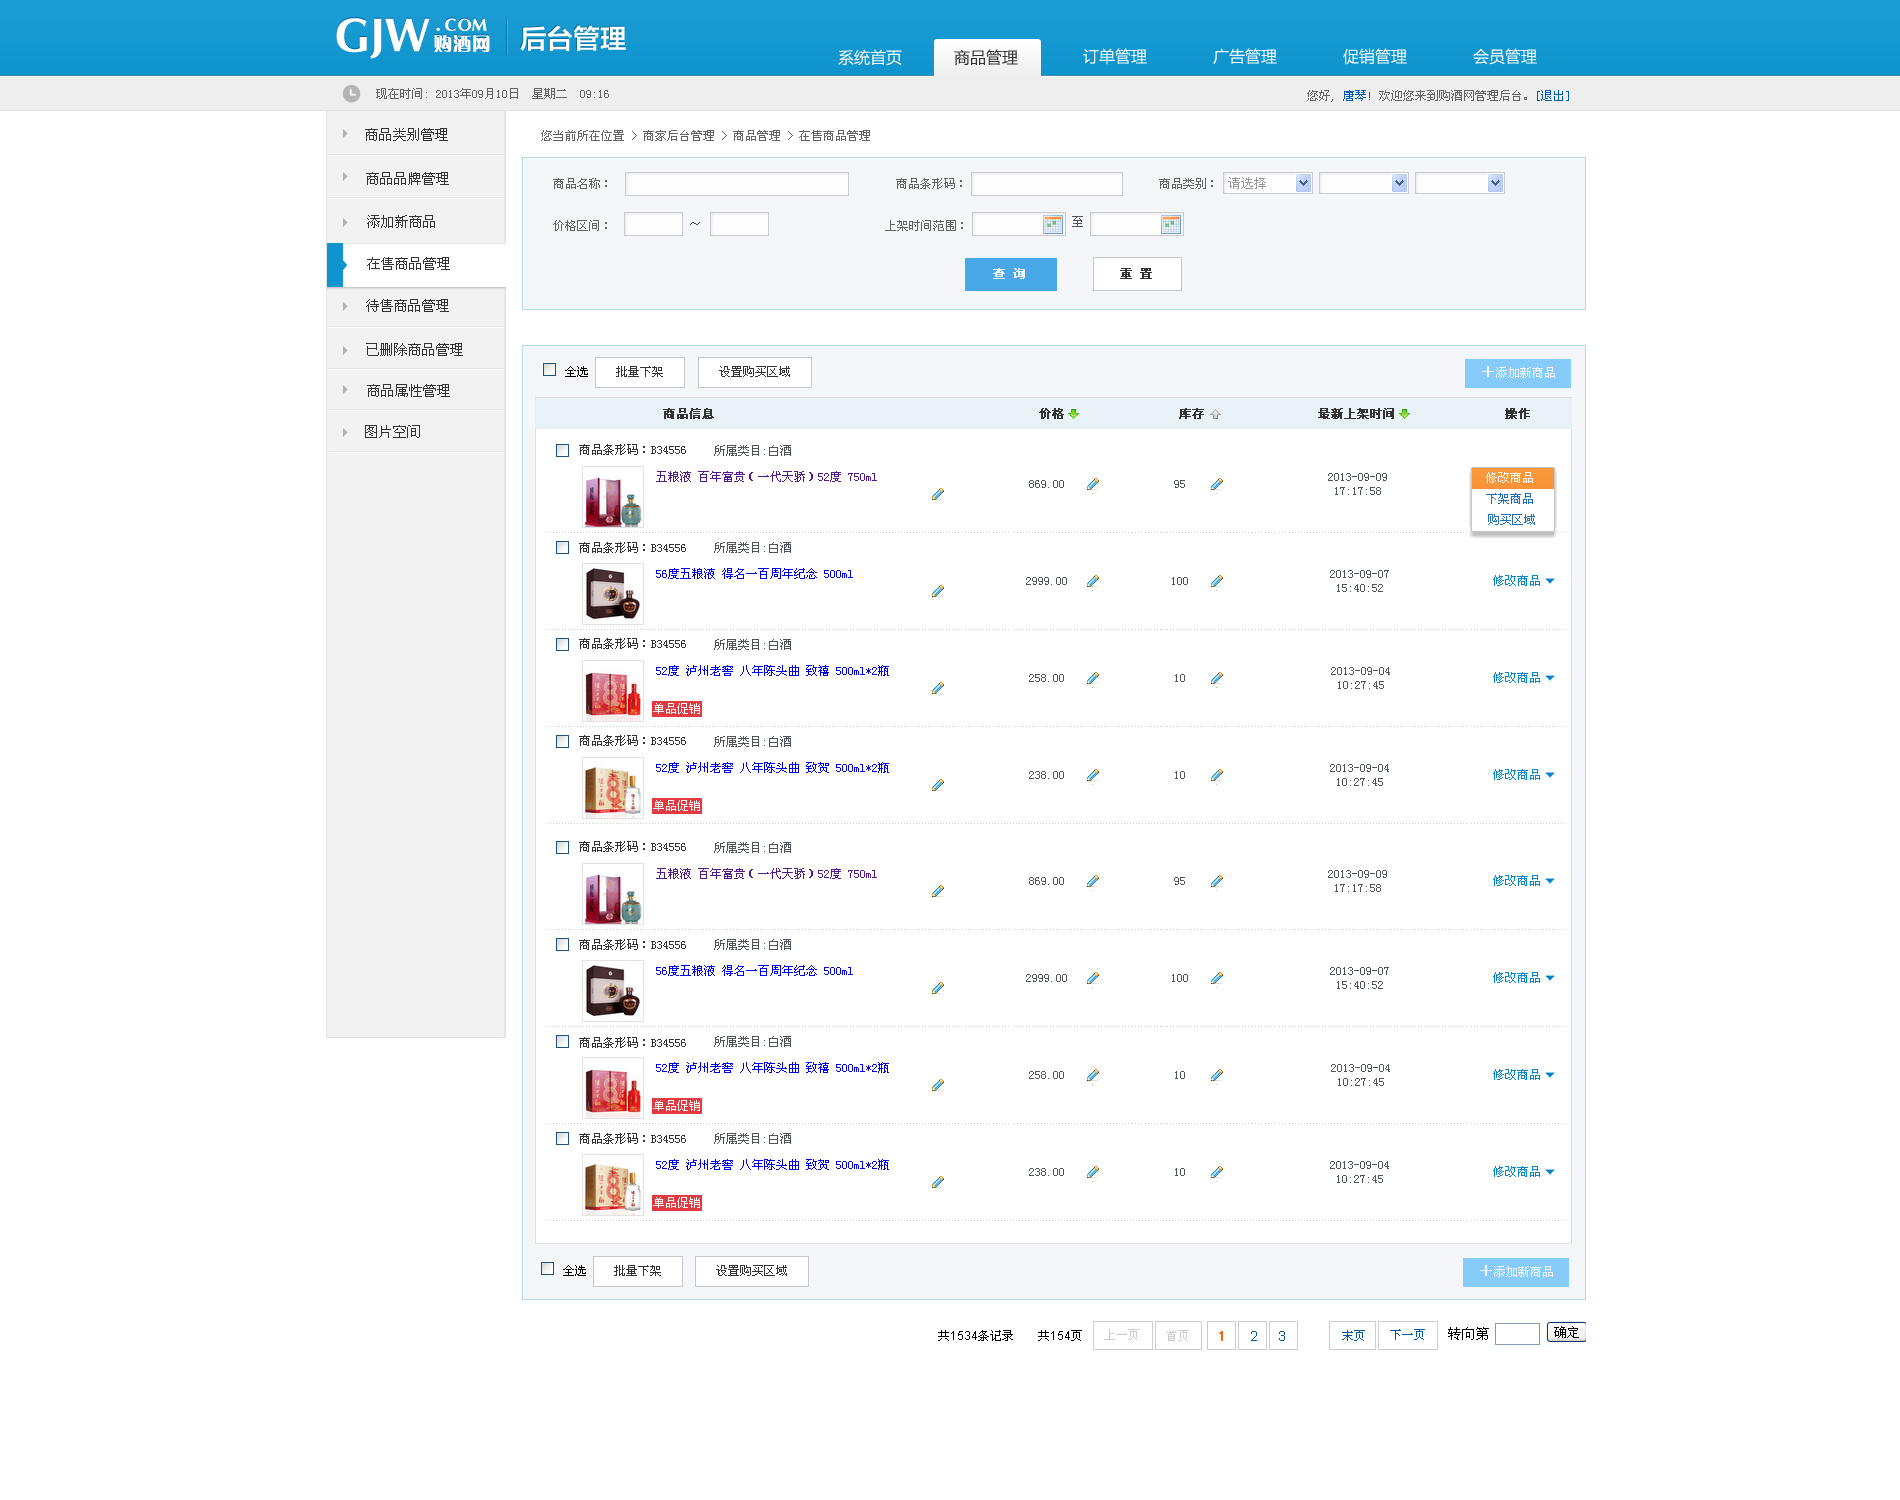 GJW.COM 购酒网 后台管理
系统首页 商品管理 订单管理 广告管理 促销管理 会员管理
现在时间: 2013年09月10日 星期二 09:16
您好, 唐琴! 欢迎您来到购酒网管理后台。[退出]
商品类别管理
商品品牌管理
添加新商品
在售商品管理
待售商品管理
已删除商品管理
商品属性管理
图片空间
您当前所在位置 > 商家后台管理 > 商品管理 > 在售商品管理
商品名称： 商品条形码： 商品类别： 请选择
价格区间： ~ 上架时间范围： 至
查 询 重 置
全选 批量下架 设置购买区域 +添加新商品
商品信息 价格 库存 最新上架时间 操作
商品条形码：B34556 所属类目:白酒
五粮液 百年富贵（一代天骄）52度 750ml
869.00 95 2013-09-09
17:17:58
修改商品
下架商品
购买区域
商品条形码：B34556 所属类目:白酒
56度五粮液 得名一百周年纪念 500ml
2999.00 100 2013-09-07
15:40:52
修改商品
商品条形码：B34556 所属类目:白酒
52度 泸州老窖 八年陈头曲 致禧 500ml*2瓶
258.00 10 2013-09-04
10:27:45
修改商品
单品促销
商品条形码：B34556 所属类目:白酒
52度 泸州老窖 八年陈头曲 致贺 500ml*2瓶
238.00 10 2013-09-04
10:27:45
修改商品
单品促销
商品条形码：B34556 所属类目:白酒
五粮液 百年富贵（一代天骄）52度 750ml
869.00 95 2013-09-09
17:17:58
修改商品
商品条形码：B34556 所属类目:白酒
56度五粮液 得名一百周年纪念 500ml
2999.00 100 2013-09-07
15:40:52
修改商品
商品条形码：B34556 所属类目:白酒
52度 泸州老窖 八年陈头曲 致禧 500ml*2瓶
258.00 10 2013-09-04
10:27:45
修改商品
单品促销
商品条形码：B34556 所属类目:白酒
52度 泸州老窖 八年陈头曲 致贺 500ml*2瓶
238.00 10 2013-09-04
10:27:45
修改商品
单品促销
全选 批量下架 设置购买区域 +添加新商品
共1534条记录 共154页 上一页 首页 1 2 3 末页 下一页 转向第 确定